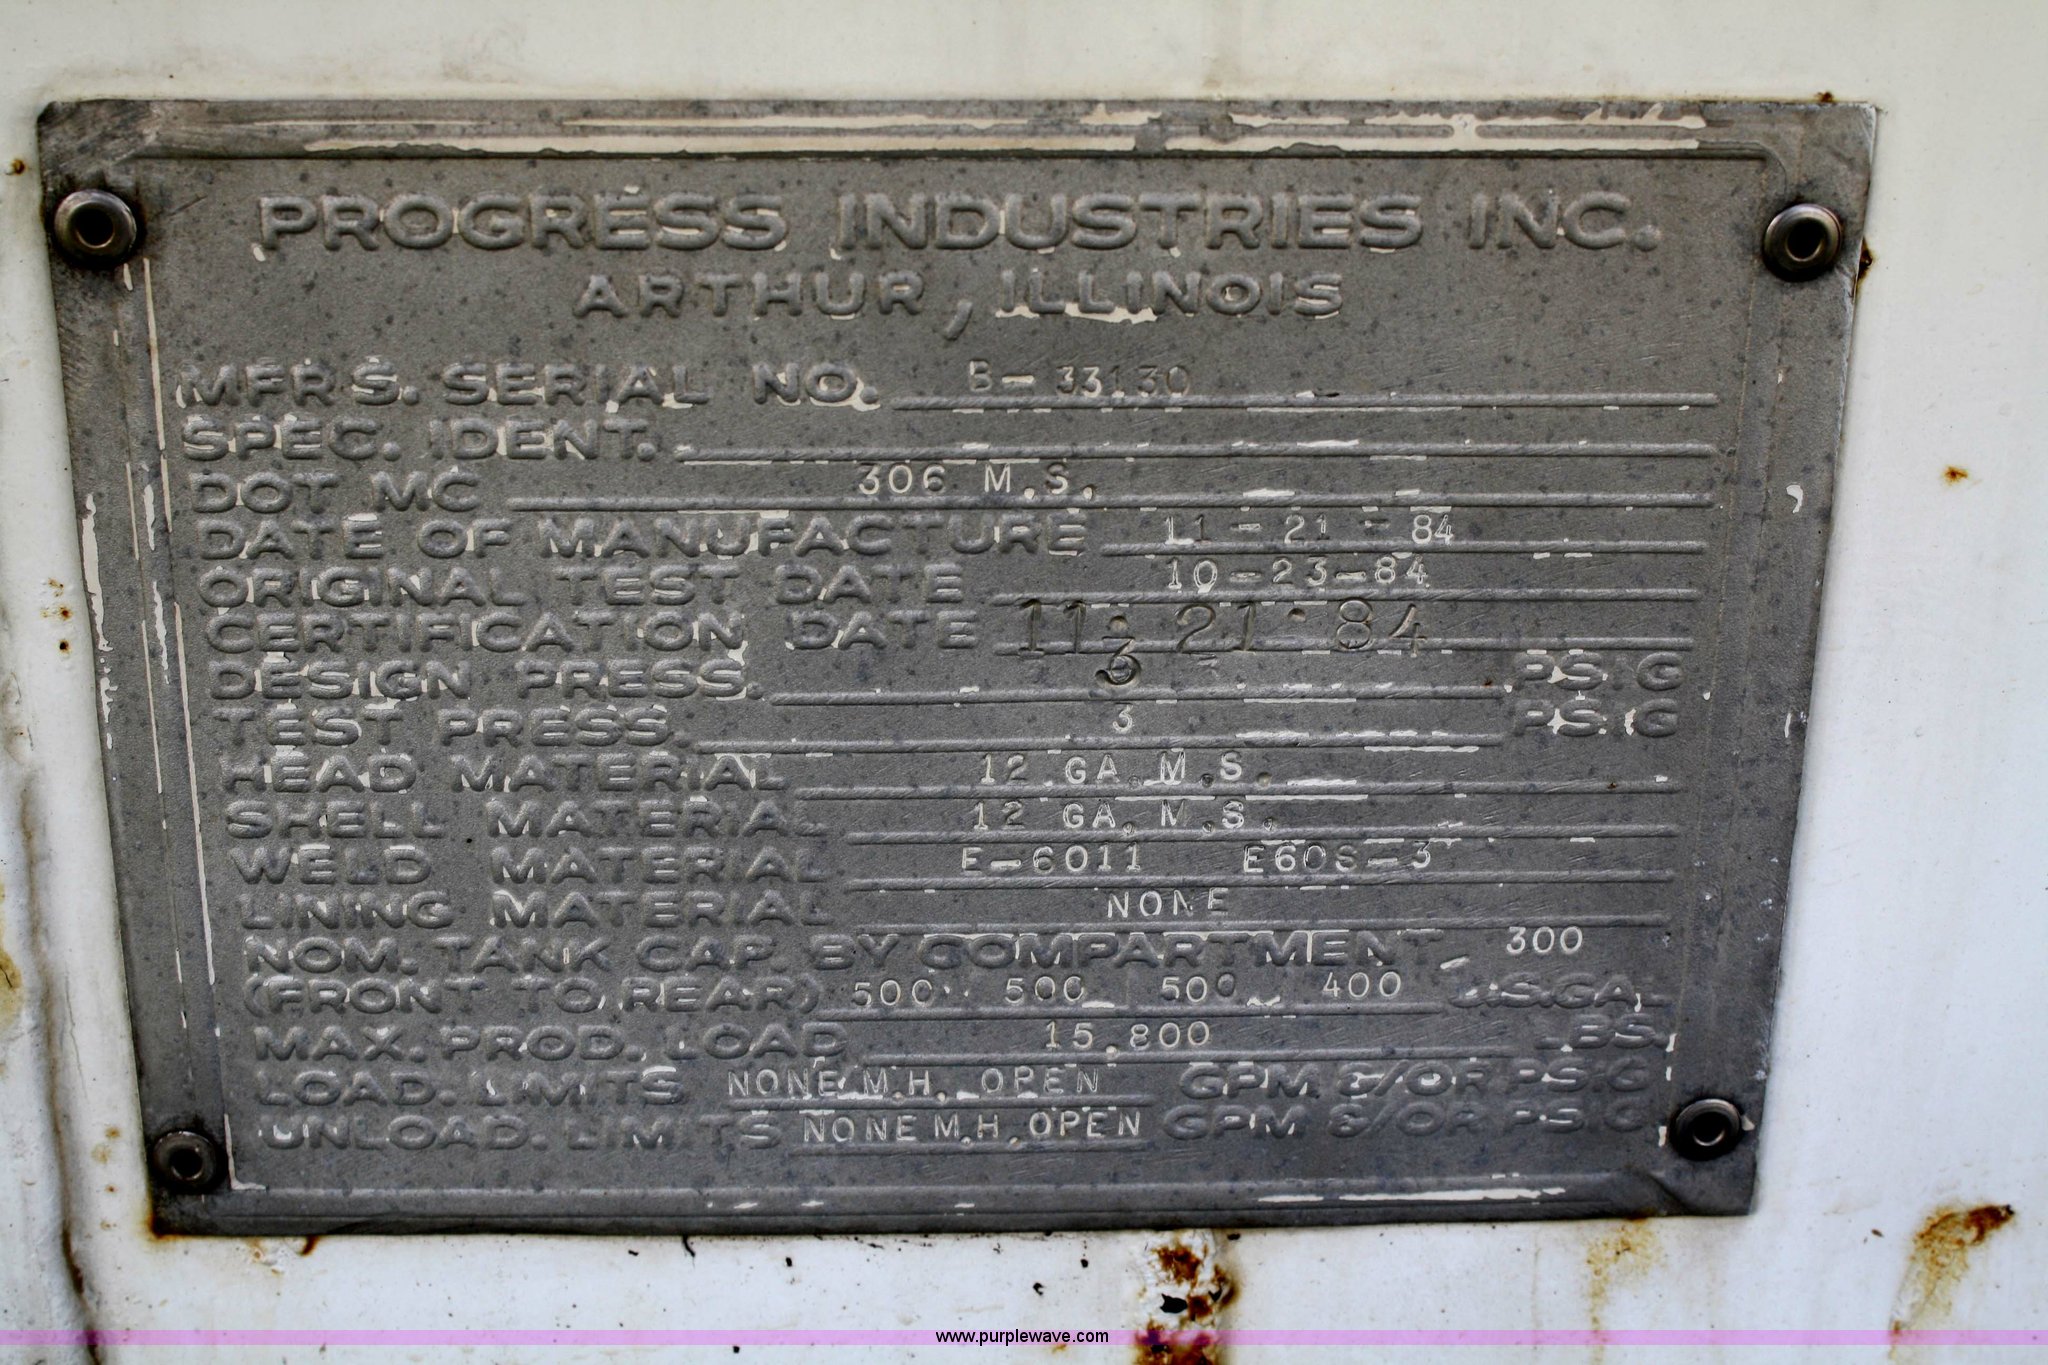 PROGRESS INDUSTRIES INC.
ARTHUR, ILLINOIS
MFRS. SERIAL NO. B-33130
SPEC. IDENT.
DOT MC 306 M.S.
DATE OF MANUFACTURE 11-21-84
ORIGINAL TEST DATE 10-23-84
CERTIFICATION DATE 11·21·84
DESIGN PRESS. 3 PSIG
TEST PRESS. 3 PSIG
HEAD MATERIAL 12 GA. M.S.
SHELL MATERIAL 12 GA. M.S.
WELD MATERIAL E-6011 E60S-3
LINING MATERIAL NONE
NOM. TANK CAP. BY COMPARTMENT 300
(FRONT TO REAR) 500 500 500 400 U.S.GAL
MAX. PROD. LOAD 15,800 LBS.
LOAD. LIMITS NONE M.H. OPEN GPM &/OR PSIG
UNLOAD. LIMITS NONE M.H. OPEN GPM &/OR PSIG
www.purplewave.com